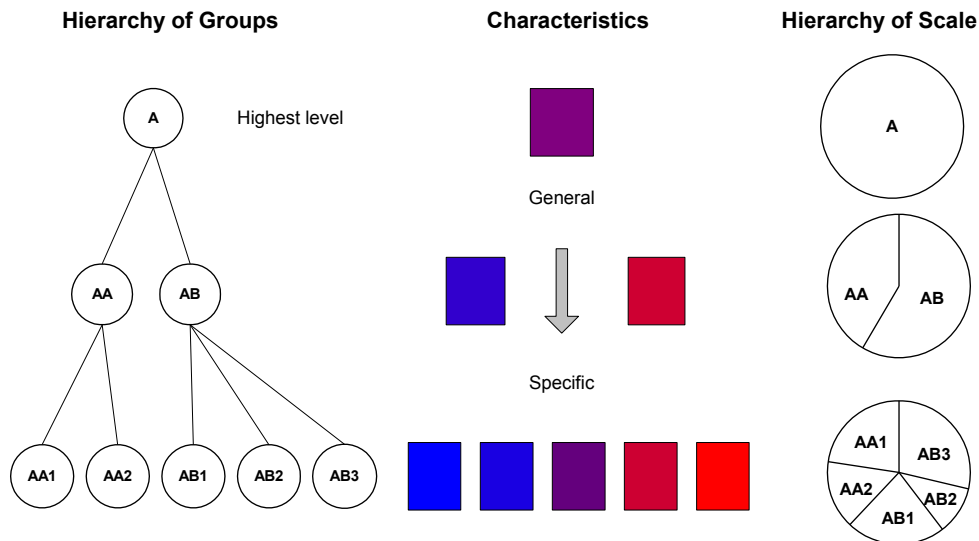 Hierarchy of Groups
Characteristics
Hierarchy of Scale
A
Highest level
A
General
AA
AB
AA
AB
Specific
AA1
AA2
AB1
AB2
AB3
AA1
AB3
AA2
AB2
AB1